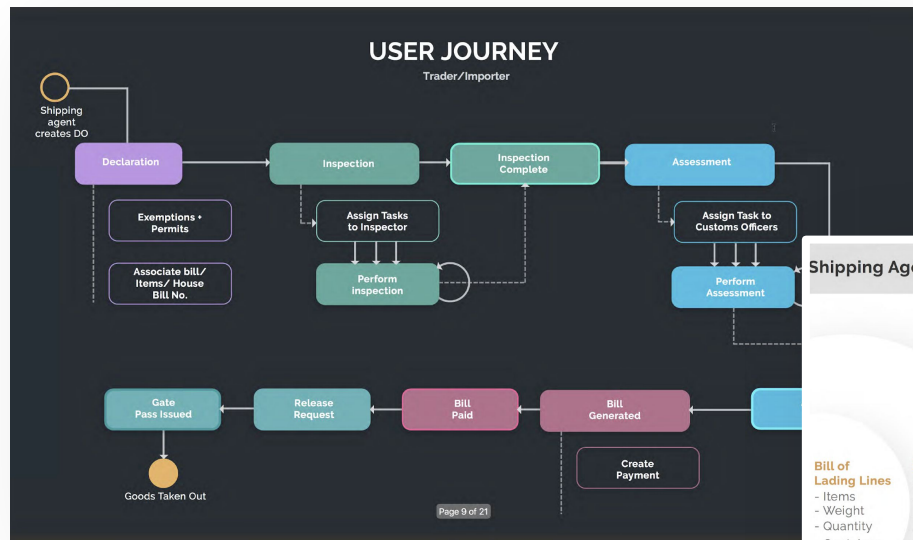 USER JOURNEY
Trader/Importer
Shipping
agent
creates DO
Declaration
Inspection
Inspection
Complete
Assessment
Exemptions +
Permits
Associate bill/
Items/ House
Bill No.
Assign Tasks
to Inspector
Perform
inspection
Assign Task to
Customs Officers
Perform
Assessment
Shipping Age
Gate
Pass Issued
Release
Request
Bill
Paid
Bill
Generated
Create
Payment
Goods Taken Out
Page 9 of 21
Bill of
Lading Lines
- Items
- Weight
- Quantity